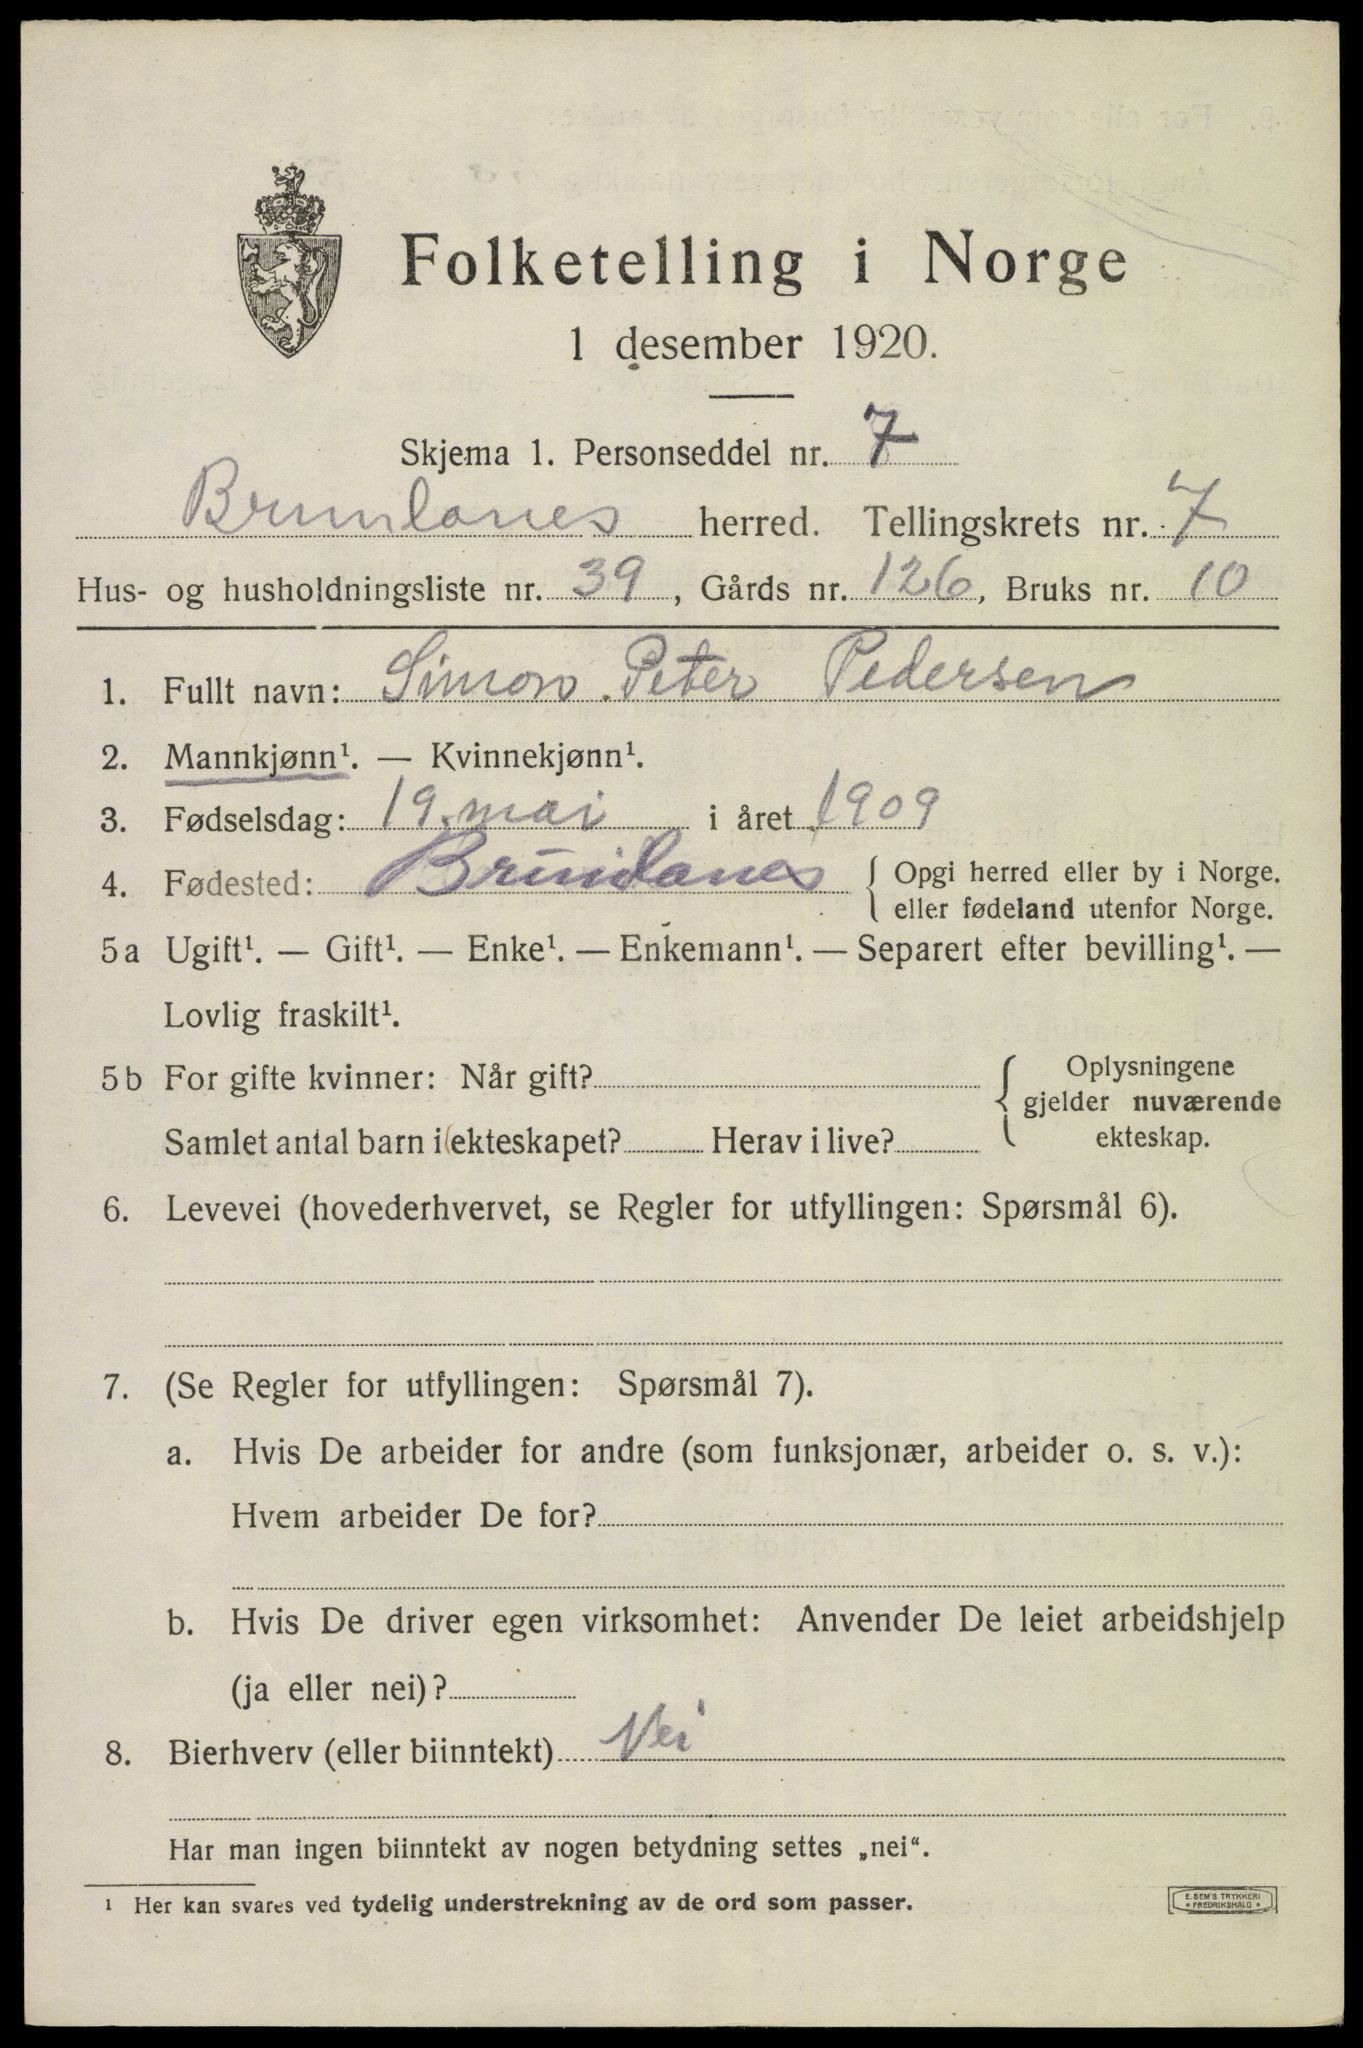 Folketelling i Norge
1 desember 1920.
Skjema 1. Personseddel nr. 7
Brunlanes herred. Tellingskrets nr. 7
Hus- og husholdningsliste nr. 39, Gårds nr. 126, Bruks nr. 10
1. Fullt navn: Simon Peter Pedersen
2. Mannkjønn¹. — Kvinnekjønn¹.
3. Fødselsdag: 19. mai i året 1909
4. Fødested: Brunlanes { Opgi herred eller by i Norge.
eller fødeland utenfor Norge.
5a Ugift¹. — Gift¹. — Enke¹. — Enkemann¹. — Separert efter bevilling¹. —
Lovlig fraskilt¹.
5b For gifte kvinner: Når gift? { Oplysningene
gjelder nuværende
Samlet antal barn i ekteskapet? Herav i live? ekteskap.
6. Levevei (hovederhvervet, se Regler for utfyllingen: Spørsmål 6).
7. (Se Regler for utfyllingen: Spørsmål 7).
a. Hvis De arbeider for andre (som funksjonær, arbeider o. s. v.):
Hvem arbeider De for?
b. Hvis De driver egen virksomhet: Anvender De leiet arbeidshjelp
(ja eller nei)?
8. Bierhverv (eller biinntekt) Nei
Har man ingen biinntekt av nogen betydning settes „nei“.
¹ Her kan svares ved tydelig understrekning av de ord som passer.
E. SEM'S TRYKKERI
* FREDRIKSHALD *